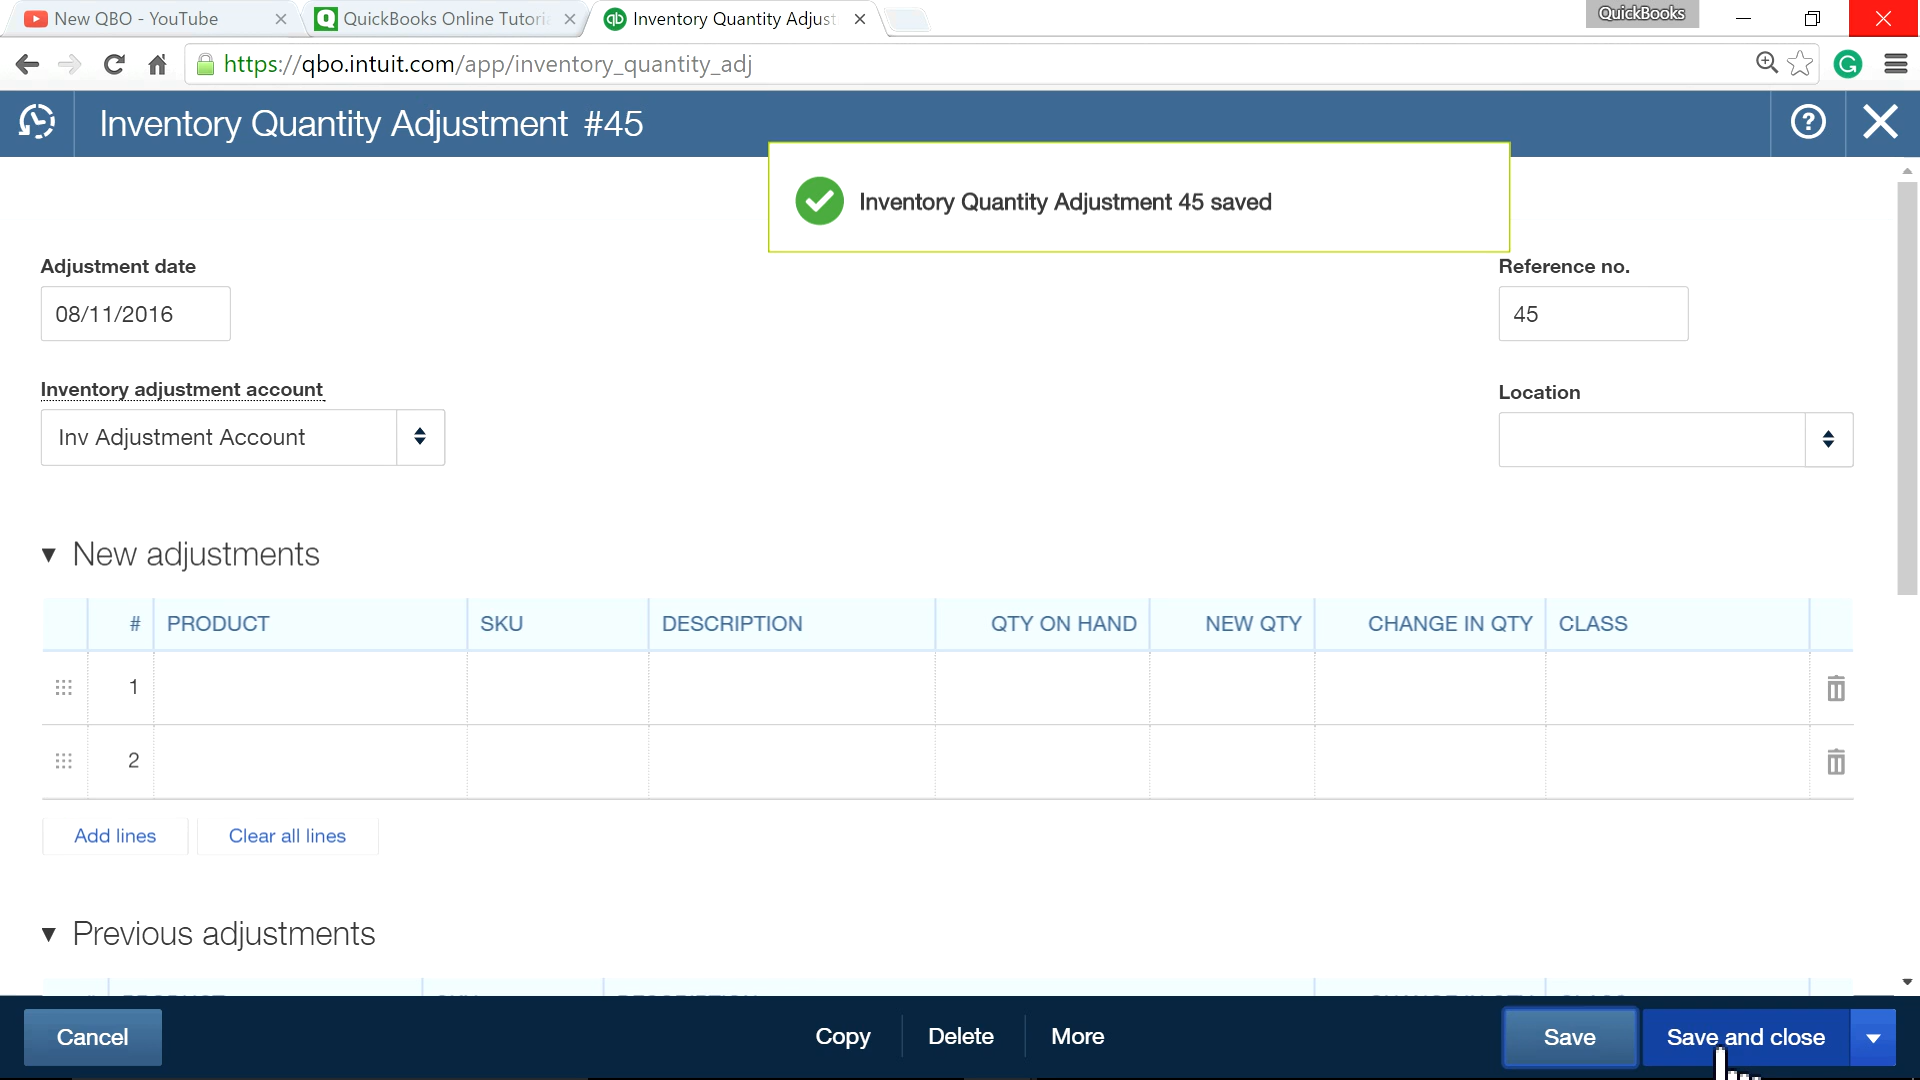 New QBO - YouTube
QuickBooks Online Tutoria
Inventory Quantity Adjust
QuickBooks
https://qbo.intuit.com/app/inventory_quantity_adj
Inventory Quantity Adjustment #45
Inventory Quantity Adjustment 45 saved
Adjustment date
Reference no.
08/11/2016
45
Inventory adjustment account
Location
Inv Adjustment Account
New adjustments
# PRODUCT SKU DESCRIPTION QTY ON HAND NEW QTY CHANGE IN QTY CLASS
1
2
Add lines Clear all lines
Previous adjustments
Cancel Copy Delete More Save Save and close